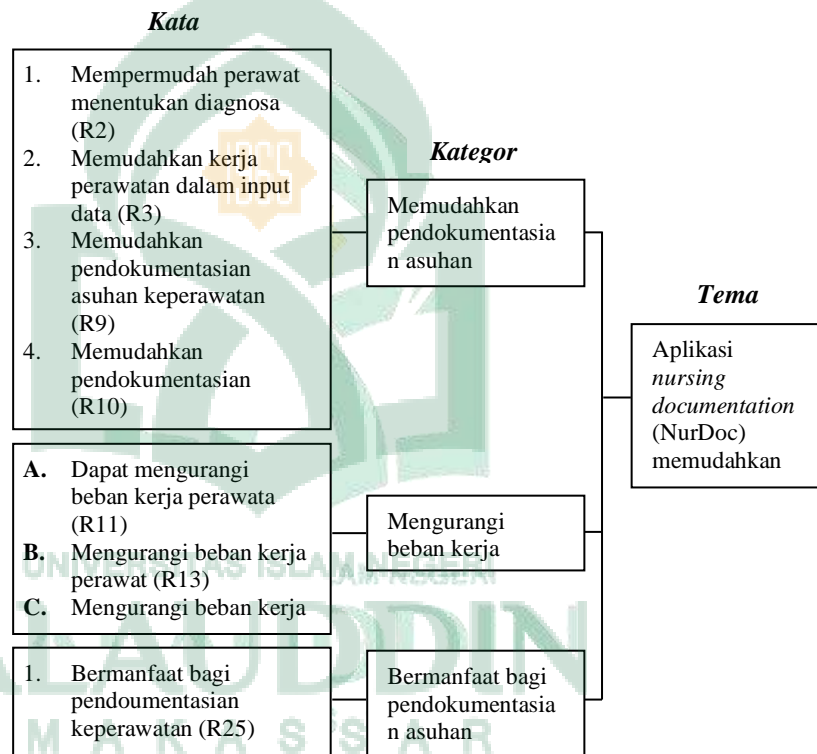 Kata
1. Mempermudah perawat
menentukan diagnosa
(R2)
2. Memudahkan kerja
perawatan dalam input
data (R3)
3. Memudahkan
pendokumentasian
asuhan keperawatan
(R9)
4. Memudahkan
pendokumentasian
(R10)
A. Dapat mengurangi
beban kerja perawata
(R11)
B. Mengurangi beban kerja
perawat (R13)
C. Mengurangi beban kerja
1. Bermanfaat bagi
pendoumentasian
keperawatan (R25)
Kategor
Memudahkan
pendokumentasia
n asuhan
Mengurangi
beban kerja
Bermanfaat bagi
pendokumentasia
n asuhan
Tema
Aplikasi
nursing
documentation
(NurDoc)
memudahkan
1965
UNIVERSITAS ISLAM NEGERI
ALAUDDIN
MAKASSAR